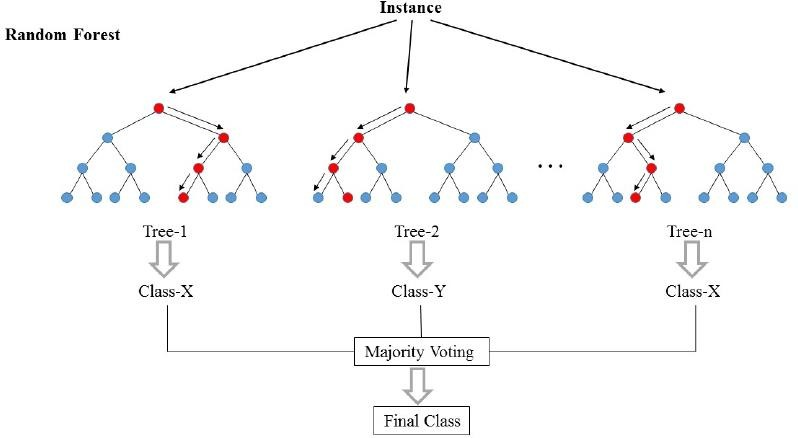 Instance
Random Forest
...
Tree-1
Tree-2
Tree-n
Class-X
Class-Y
Class-X
Majority Voting
Final Class